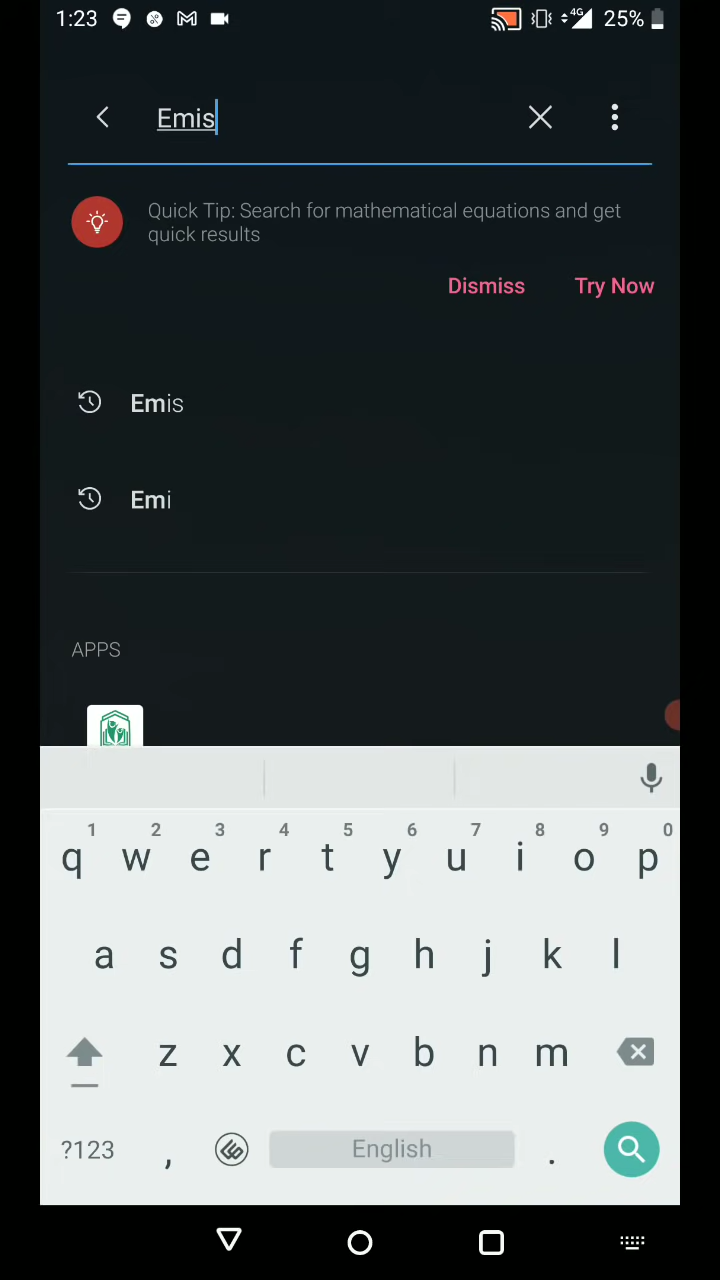 1:23
4G
25%
Emis
Quick Tip: Search for mathematical equations and get
quick results
Dismiss
Try Now
Emis
Emi
APPS
1 2 3 4 5 6 7 8 9 0
q w e r t y u i o p
a s d f g h j k l
z x c v b n m
?123 , English .